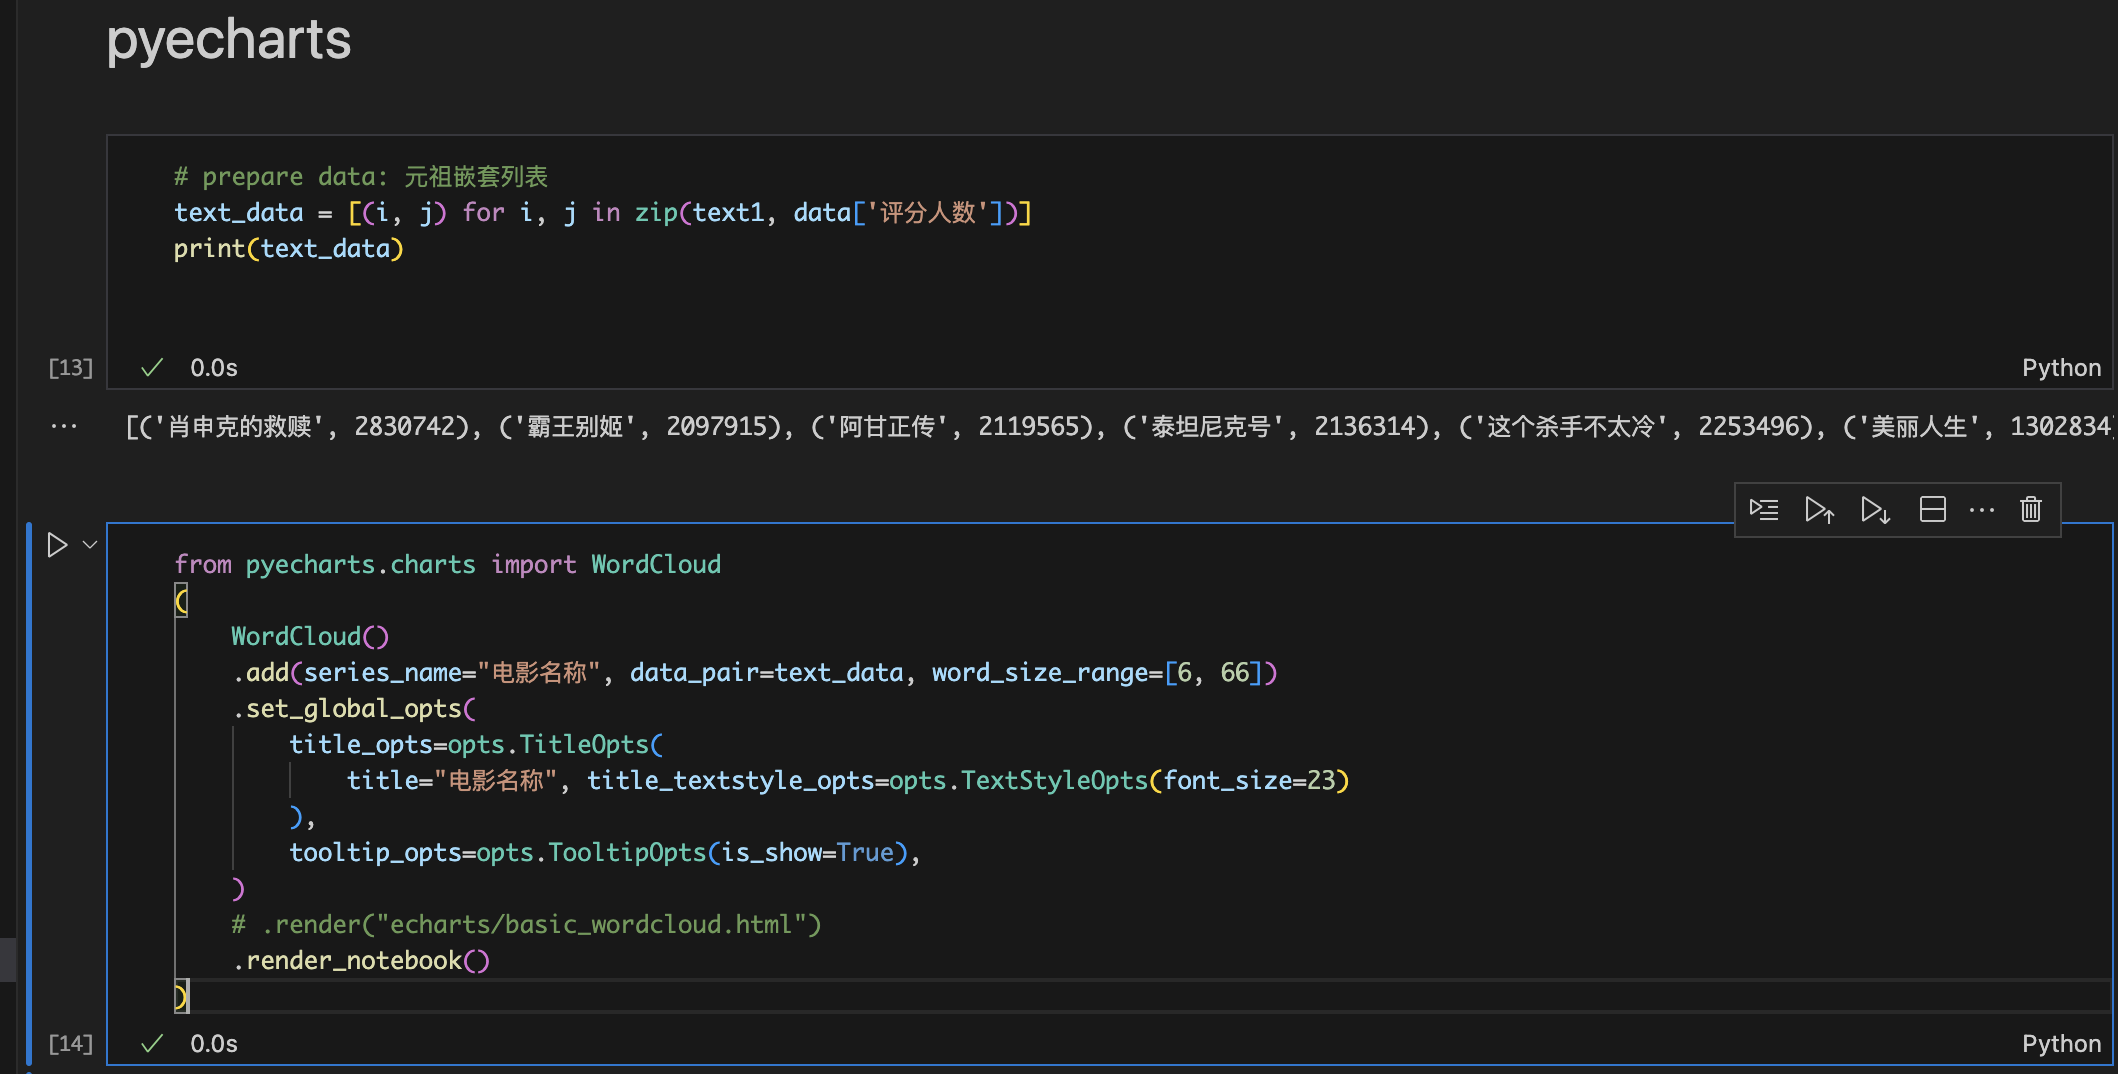 pyecharts
# prepare data: 元祖嵌套列表
text_data = [(i, j) for i, j in zip(text1, data['评分人数'])]
print(text_data)
[13]
0.0s
Python
[('肖申克的救赎', 2830742), ('霸王别姬', 2097915), ('阿甘正传', 2119565), ('泰坦尼克号', 2136314), ('这个杀手不太冷', 2253496), ('美丽人生', 1302834)
from pyecharts.charts import WordCloud
(
    WordCloud()
    .add(series_name="电影名称", data_pair=text_data, word_size_range=[6, 66])
    .set_global_opts(
        title_opts=opts.TitleOpts(
            title="电影名称", title_textstyle_opts=opts.TextStyleOpts(font_size=23)
        ),
        tooltip_opts=opts.TooltipOpts(is_show=True),
    )
    # .render("echarts/basic_wordcloud.html")
    .render_notebook()
)
[14]
0.0s
Python